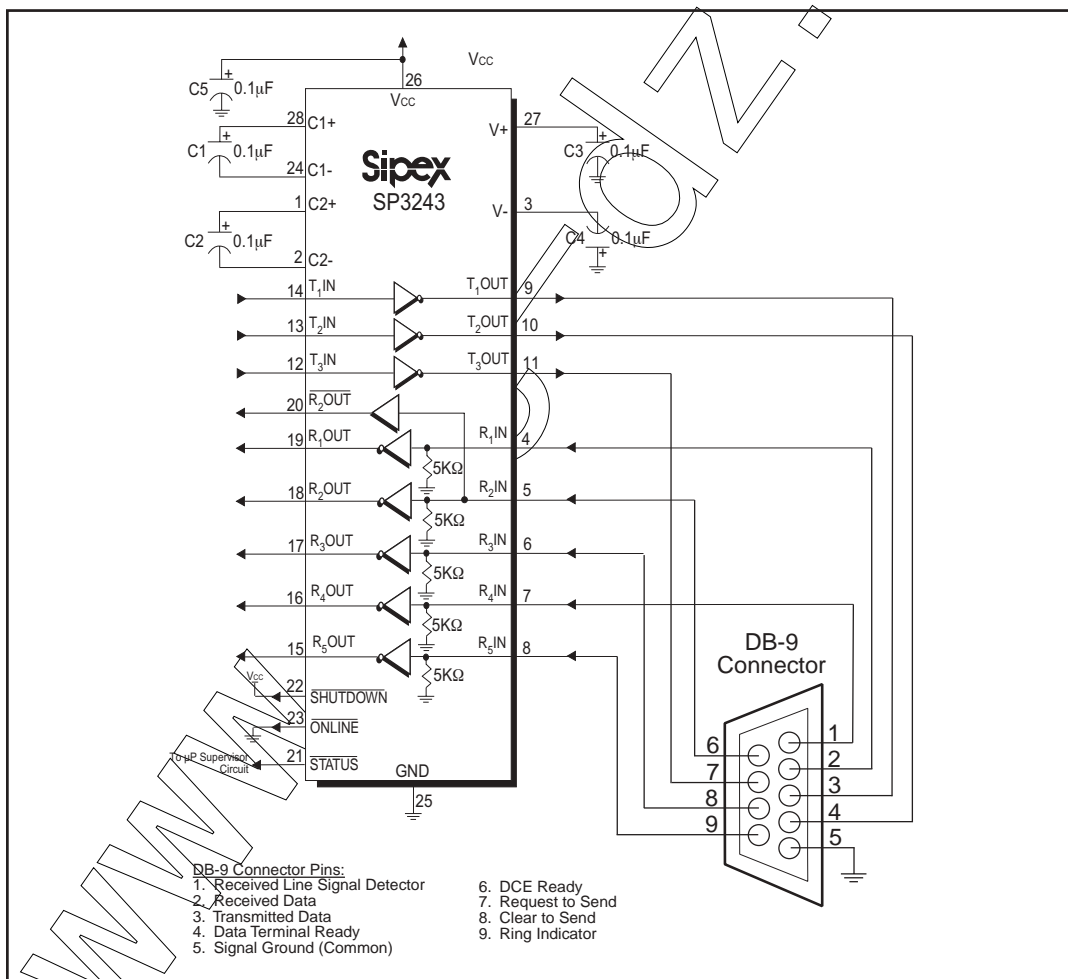 VCC
C5
+
0.1µF
26
VCC
28
C1+
V+
27
C1
+
0.1µF
C3
+
0.1µF
24
C1-
Sipex
SP3243
1
C2+
V-
3
C2
+
0.1µF
C4
0.1µF
+
2
C2-
14
T1IN
T1OUT
9
13
T2IN
T2OUT
10
12
T3IN
T3OUT
11
20
R2OUT
19
R1OUT
R1IN
4
5KΩ
18
R2OUT
R2IN
5
5KΩ
17
R3OUT
R3IN
6
5KΩ
16
R4OUT
R4IN
7
5KΩ
15
R5OUT
R5IN
8
5KΩ
VCC
22
SHUTDOWN
23
ONLINE
To µP Supervisor
Circuit
21
STATUS
GND
25
DB-9
Connector
6
7
8
9
1
2
3
4
5
DB-9 Connector Pins:
1. Received Line Signal Detector
2. Received Data
3. Transmitted Data
4. Data Terminal Ready
5. Signal Ground (Common)
6. DCE Ready
7. Request to Send
8. Clear to Send
9. Ring Indicator